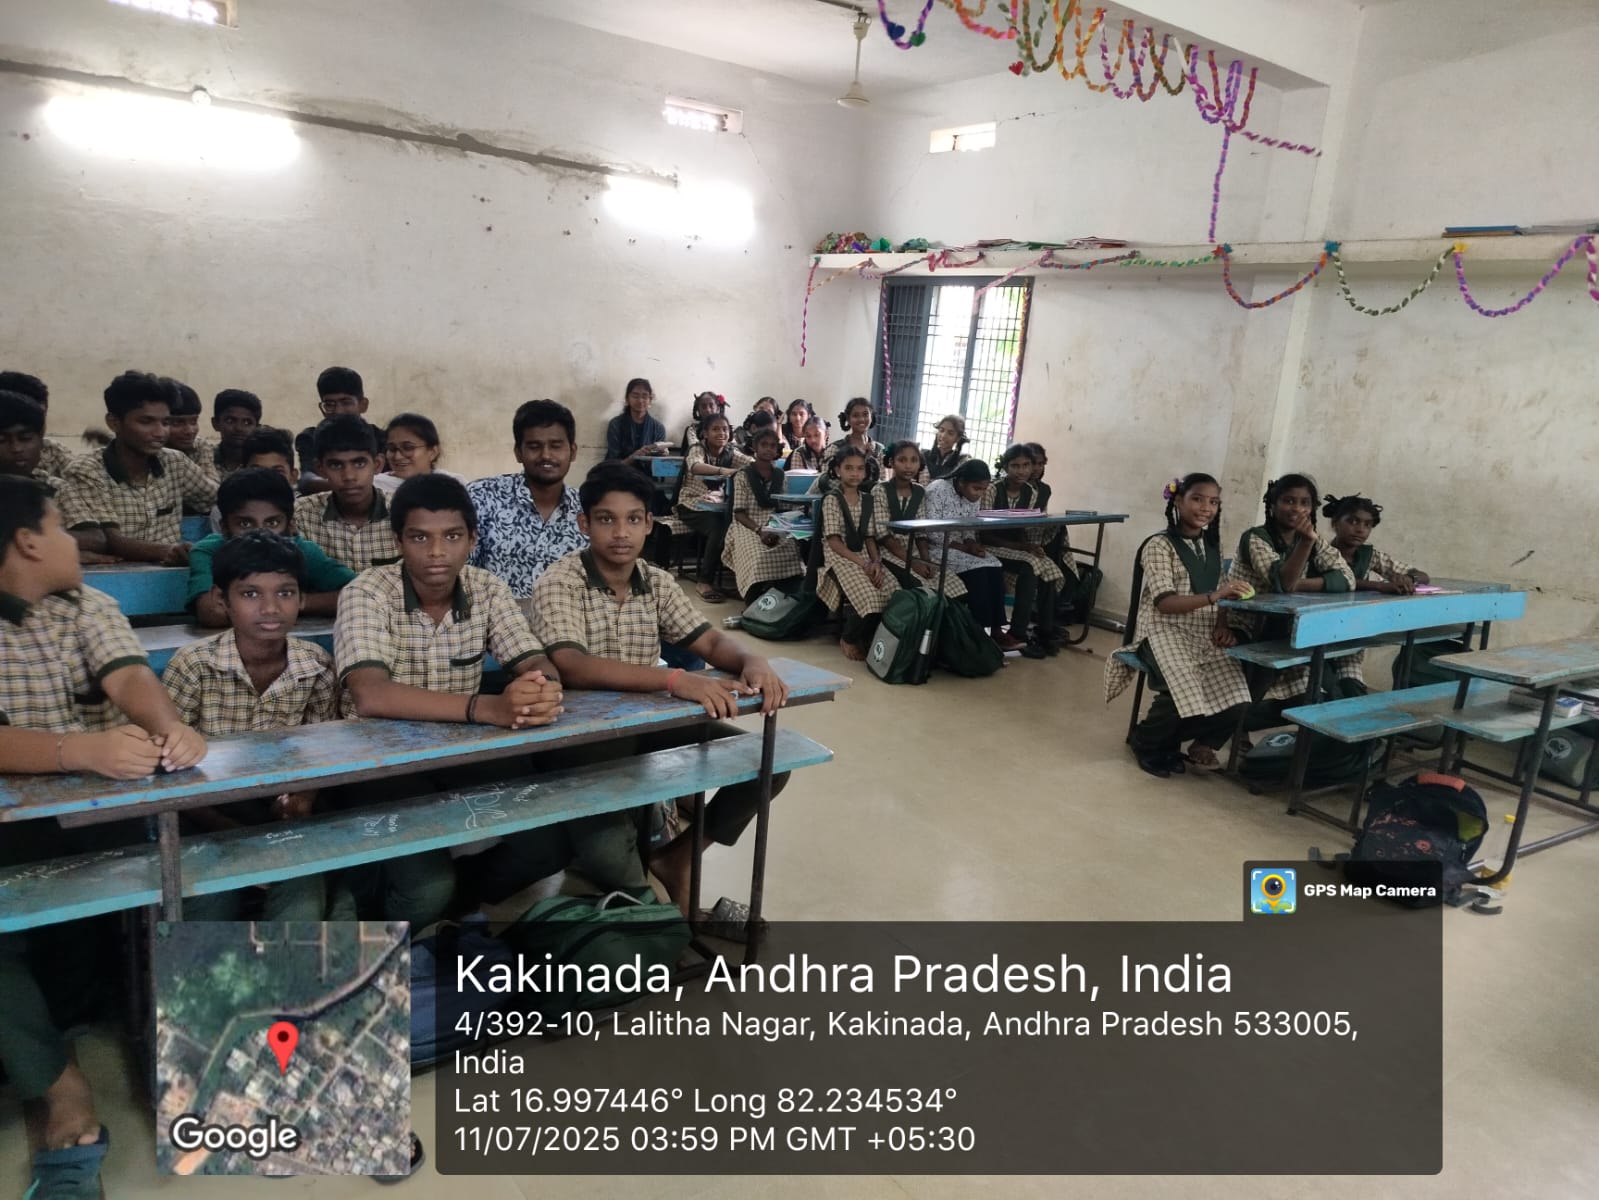 GPS Map Camera
Kakinada, Andhra Pradesh, India
4/392-10, Lalitha Nagar, Kakinada, Andhra Pradesh 533005,
India
Lat 16.997446° Long 82.234534°
11/07/2025 03:59 PM GMT +05:30
Google